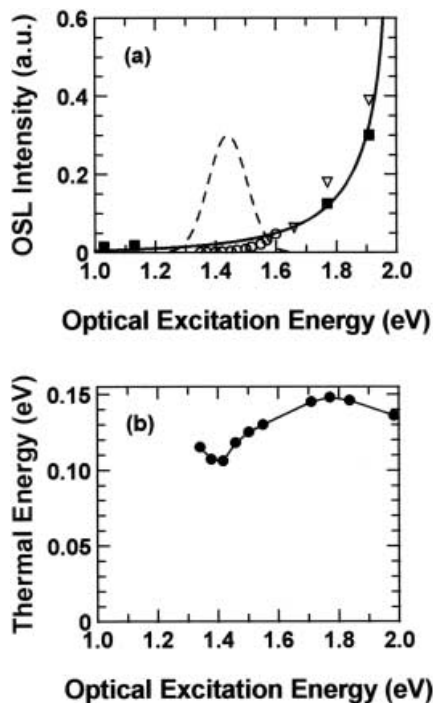 OSL Intensity (a.u.)
0.6
0.4
0.2
0
(a)
1.0 1.2 1.4 1.6 1.8 2.0
Optical Excitation Energy (eV)
Thermal Energy (eV)
0.15
0.10
0.05
0
(b)
1.0 1.2 1.4 1.6 1.8 2.0
Optical Excitation Energy (eV)